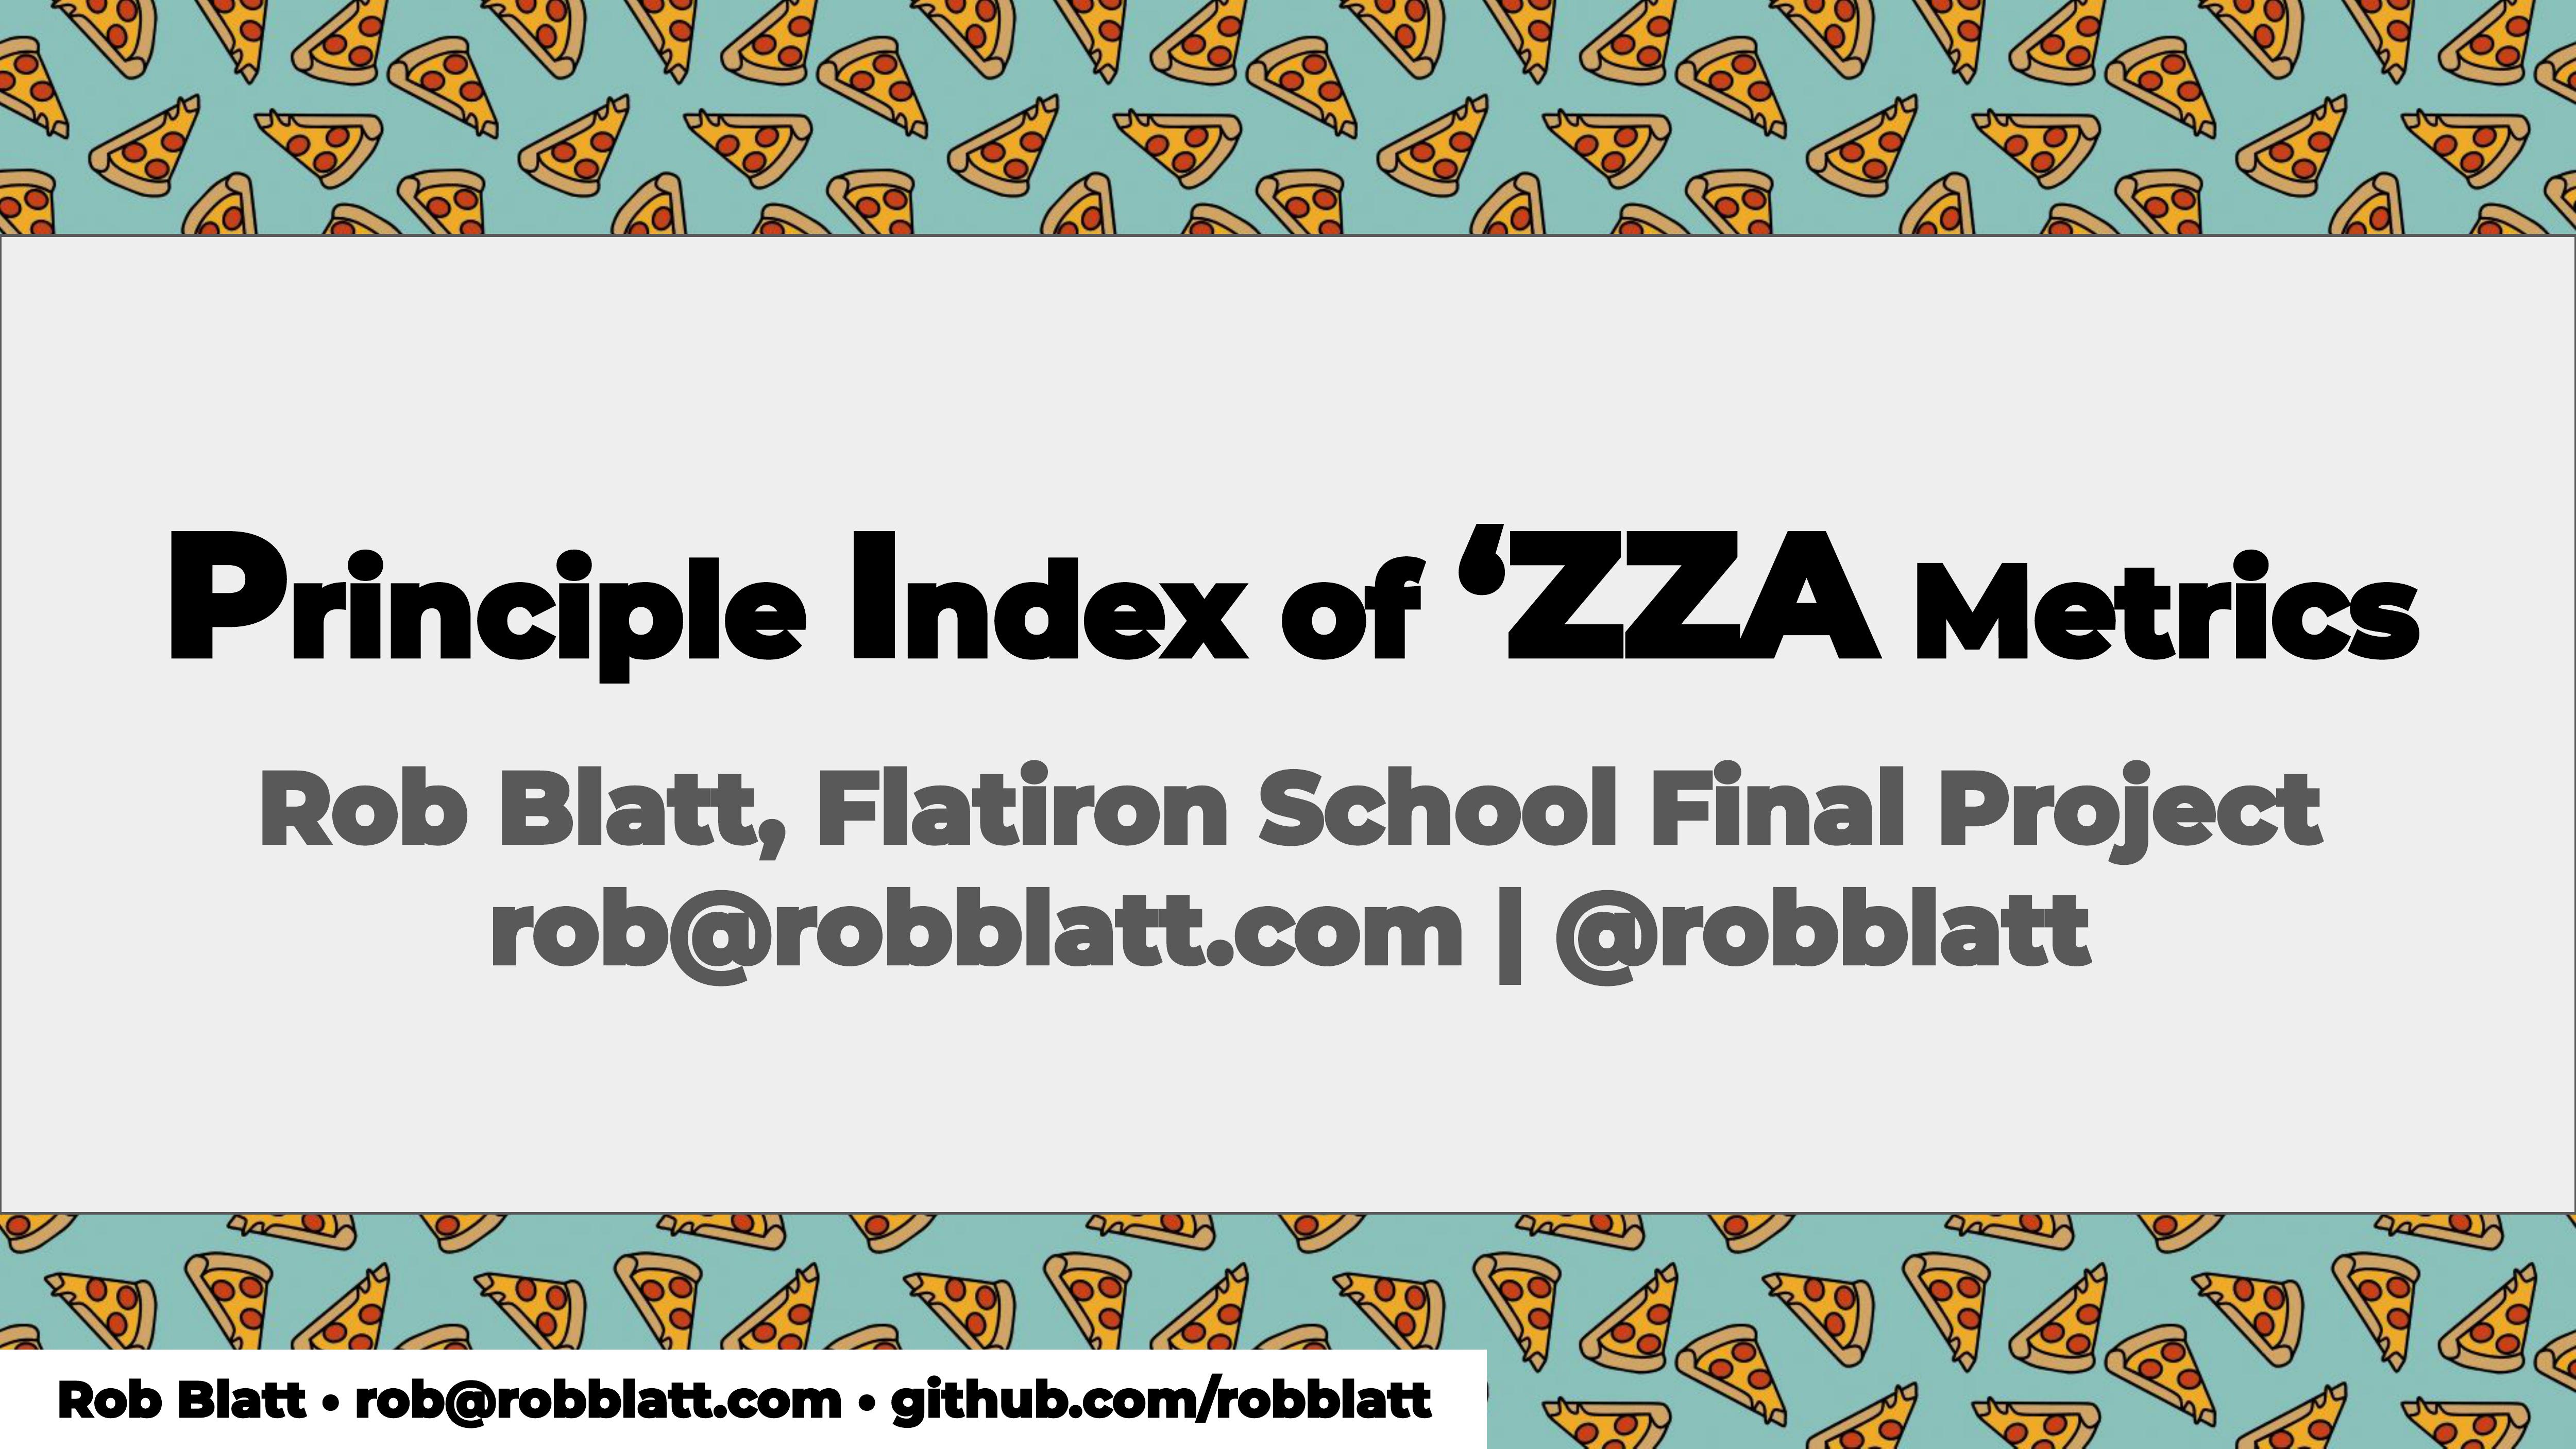 Principle Index of ‘ZZA Metrics
Rob Blatt, Flatiron School Final Project
rob@robblatt.com | @robblatt
Rob Blatt • rob@robblatt.com • github.com/robblatt